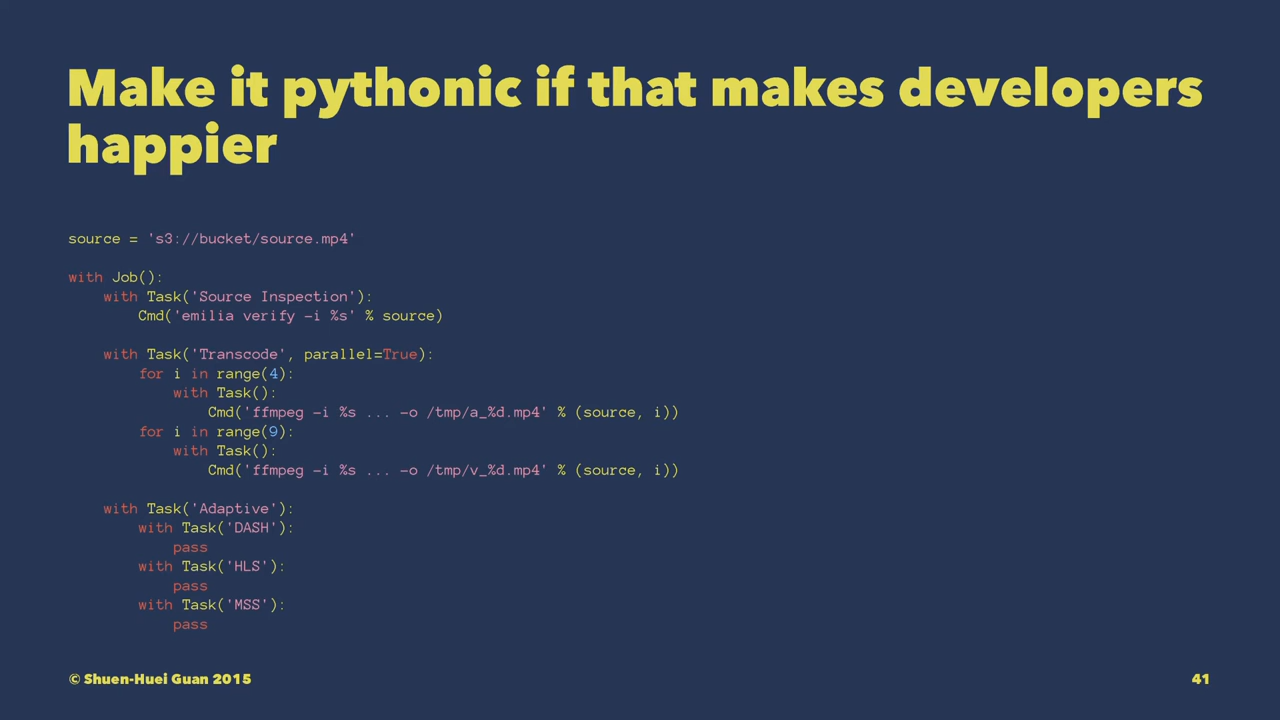 Make it pythonic if that makes developers
happier
source = 's3://bucket/source.mp4'
with Job():
    with Task('Source Inspection'):
        Cmd('emilia verify -i %s' % source)
    with Task('Transcode', parallel=True):
        for i in range(4):
            with Task():
                Cmd('ffmpeg -i %s ... -o /tmp/a_%d.mp4' % (source, i))
        for i in range(9):
            with Task():
                Cmd('ffmpeg -i %s ... -o /tmp/v_%d.mp4' % (source, i))
    with Task('Adaptive'):
        with Task('DASH'):
            pass
        with Task('HLS'):
            pass
        with Task('MSS'):
            pass
© Shuen-Huei Guan 2015
41